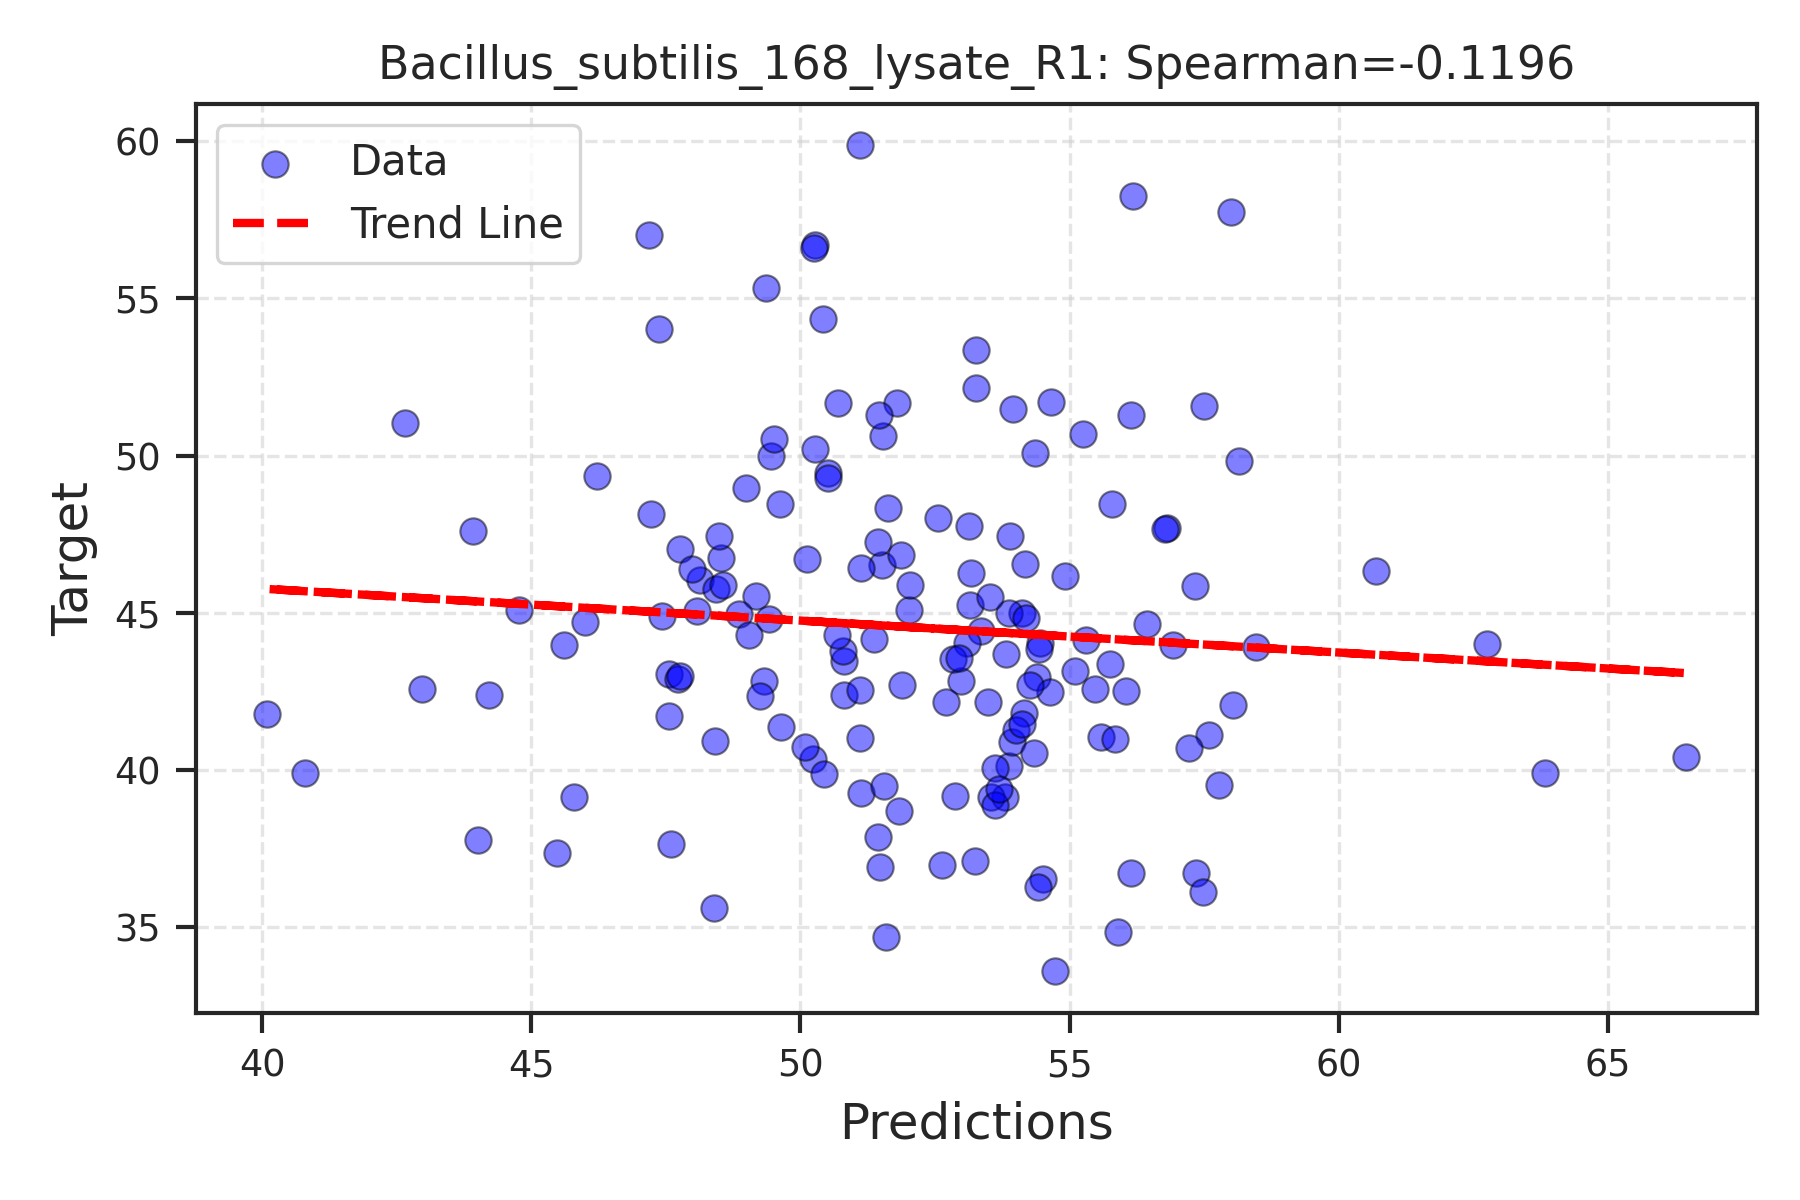 Bacillus_subtilis_168_lysate_R1: Spearman=-0.1196
Data
Trend Line
Target
60
55
50
45
40
35
40 45 50 55 60 65
Predictions